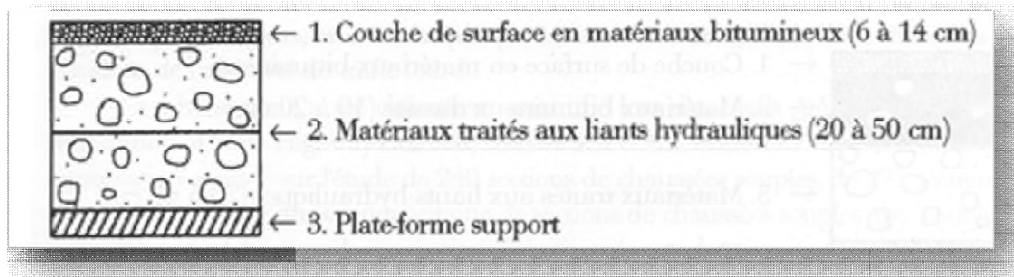 ← 1. Couche de surface en matériaux bitumineux (6 à 14 cm)
← 2. Matériaux traités aux liants hydrauliques (20 à 50 cm)
← 3. Plate-forme support